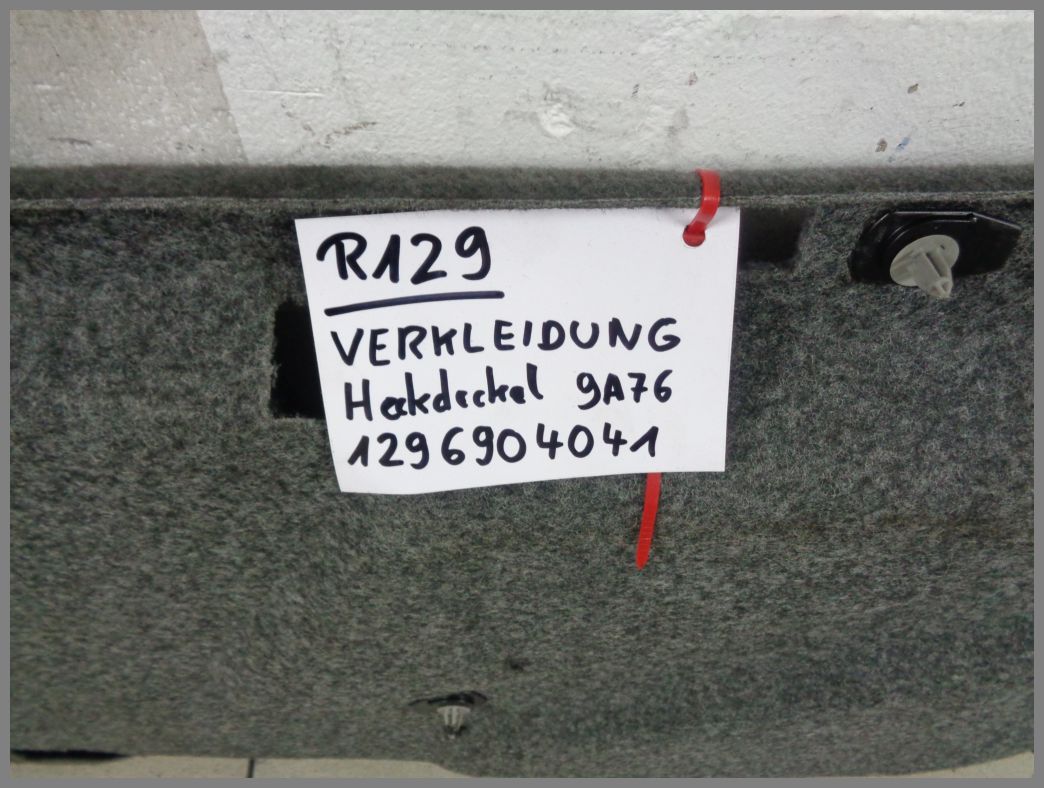 R129
VERKLEIDUNG
Heckdeckel 9A76
1296904041